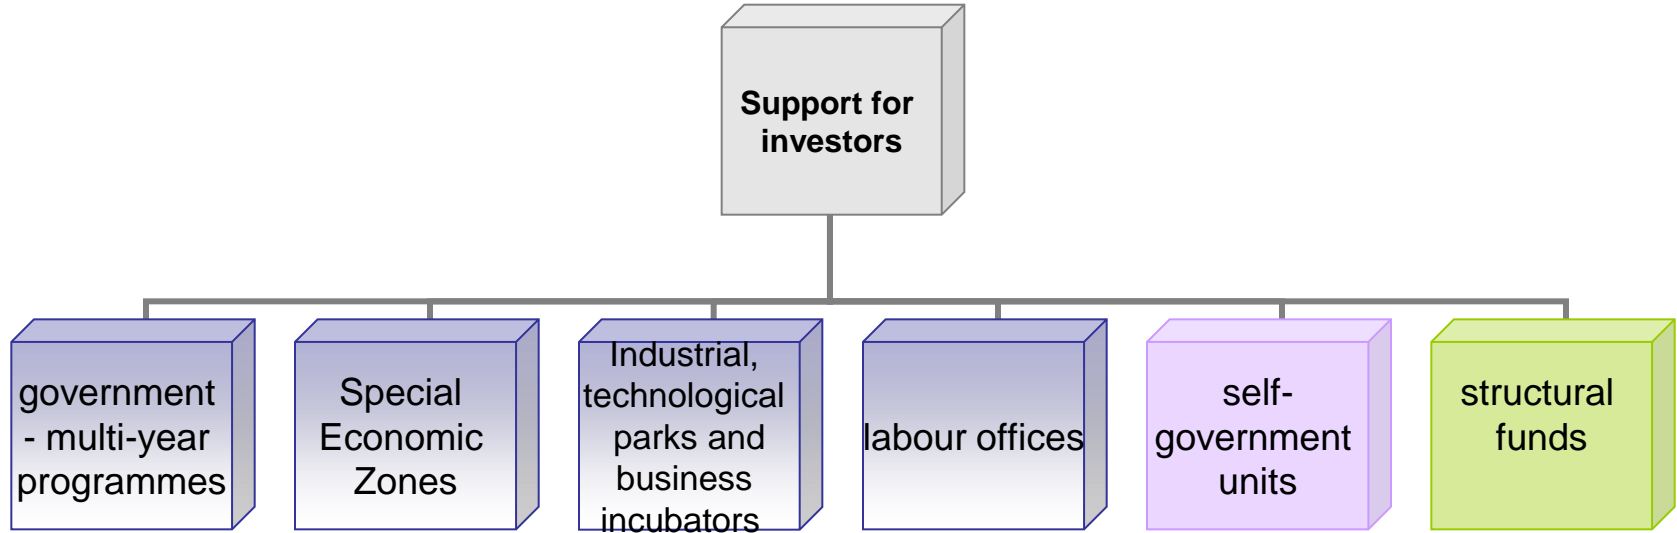 Support for
investors
government
- multi-year
programmes
Special
Economic
Zones
Industrial,
technological
parks and
business
incubators
labour offices
self-
government
units
structural
funds